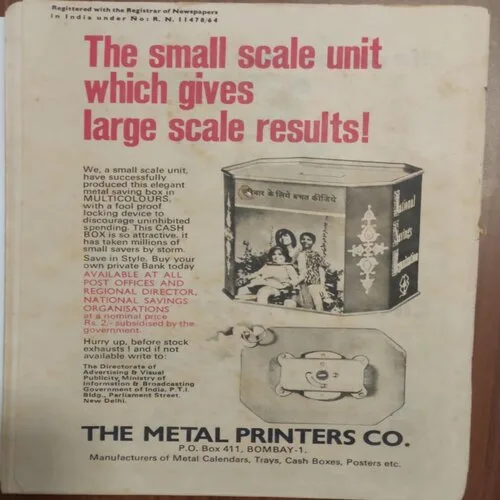 Registered with the Registrar of Newspapers
in India under No: R. N. 11478/64
The small scale unit
which gives
large scale results!
We, a small scale unit,
have successfully
produced this elegant
metal saving box in
MULTICOLOURS,
with a fool proof
locking device to
discourage uninhibited
spending. This CASH
BOX is so attractive, it
has taken millions of
small savers by storm.
Save in Style. Buy your
own private Bank today
AVAILABLE AT ALL
POST OFFICES AND
REGIONAL DIRECTOR,
NATIONAL SAVINGS
ORGANISATIONS
at a nominal price
Rs. 2/- subsidised by the
government.
Hurry up, before stock
exhausts ! and if not
available write to:
The Directorate of
Advertising & Visual
Publicity, Ministry of
Information & Broadcasting
Government of India. P.T.I.
Bldg., Parliament Street.
New Delhi.
के लिये बचत कीजिये
National
Savings
Organisation
THE METAL PRINTERS CO.
P.O. Box 411, BOMBAY-1.
Manufacturers of Metal Calendars, Trays, Cash Boxes, Posters etc.